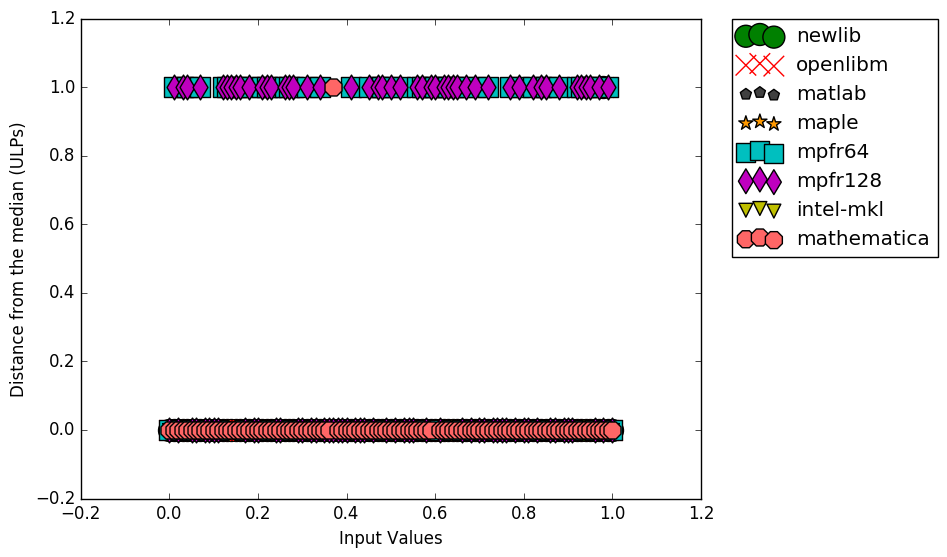 1.2
1.0
0.8
0.6
0.4
0.2
0.0
−0.2
Distance from the median (ULPs)
−0.2 0.0 0.2 0.4 0.6 0.8 1.0 1.2
Input Values
newlib
openlibm
matlab
maple
mpfr64
mpfr128
intel-mkl
mathematica